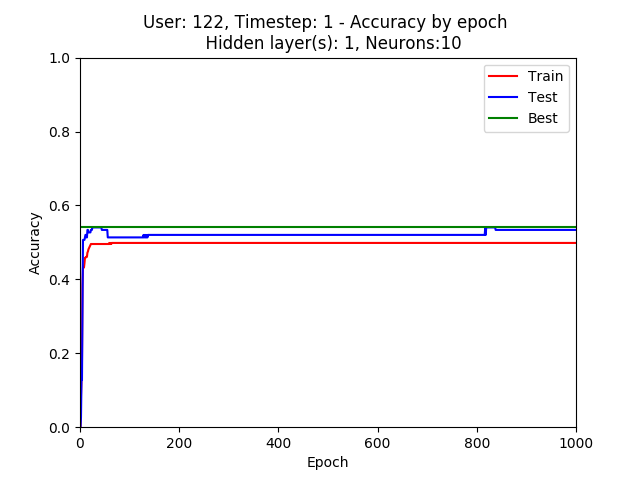 User: 122, Timestep: 1 - Accuracy by epoch
Hidden layer(s): 1, Neurons:10
1.0
0.8
0.6
0.4
0.2
0.0
Accuracy
Train
Test
Best
0 200 400 600 800 1000
Epoch